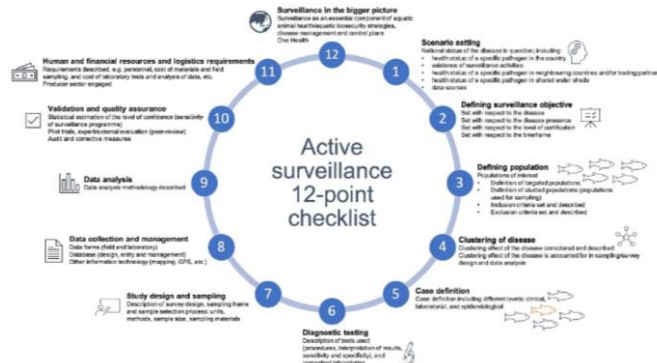 Surveillance in the bigger picture
Surveillance as an essential component of aquatic
animal health/aquatic biosecurity strategies,
disease management and control plans
One Health
12
Scenario setting
National status of the disease in question, including:
health status of a specific pathogen in the country
existence of surveillance activities
health status of a specific pathogen in neighbouring countries and/or trading partner
health status of a specific pathogen in shared water sheds
data sources
1
Defining surveillance objective
Set with respect to the disease
Set with respect to the disease presence
Set with respect to the level of certification
Set with respect to the timeframe
2
Defining population
Populations of interest
Definition of targeted populations
Definition of studied populations (populations
used for sampling)
Inclusion criteria set and described
Exclusion criteria set and described
3
Clustering of disease
Clustering effect of the disease considered and described
Clustering effect of the disease is accounted for in sampling/survey
design and data analysis
4
Case definition
Case definition including different levels: clinical,
laboratorial, and epidemiological
5
Diagnostic testing
Description of tests used
(procedures, interpretation of results,
sensitivity and specificity), and
6
Study design and sampling
Description of survey design, sampling frame
and sample selection process: units,
methods, sample size, sampling materials
7
Data collection and management
Data forms (field and laboratory)
Database (design, entity and management)
Other information technology (mapping, GPS, etc.)
8
Data analysis
Data analysis methodology described
9
Validation and quality assurance
Statistical estimation of the level of confidence (sensitivity
of surveillance programme)
Pilot trials, expert/external evaluation (peer-review)
Audit and corrective measures
10
Human and financial resources and logistics requirements
Requirements described, e.g. personnel, cost of materials and field
sampling, and cost of laboratory tests and analysis of data, etc.
Producer sector engaged
11
Active
surveillance
12-point
checklist